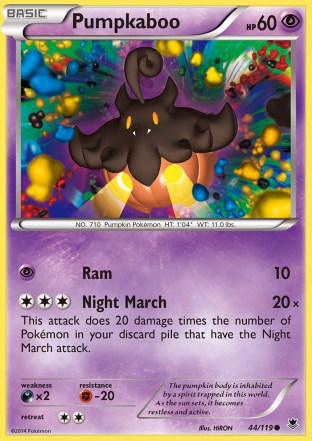 BASIC
Pumpkaboo
HP60
NO. 710 Pumpkin Pokémon HT: 1'04" WT: 11.0 lbs.
Ram 10
Night March 20×
This attack does 20 damage times the number of
Pokémon in your discard pile that have the Night
March attack.
weakness ×2
resistance -20
The pumpkin body is inhabited
by a spirit trapped in this world.
As the sun sets, it becomes
restless and active.
retreat
©2014 Pokémon
Illus. HIRON
44/119